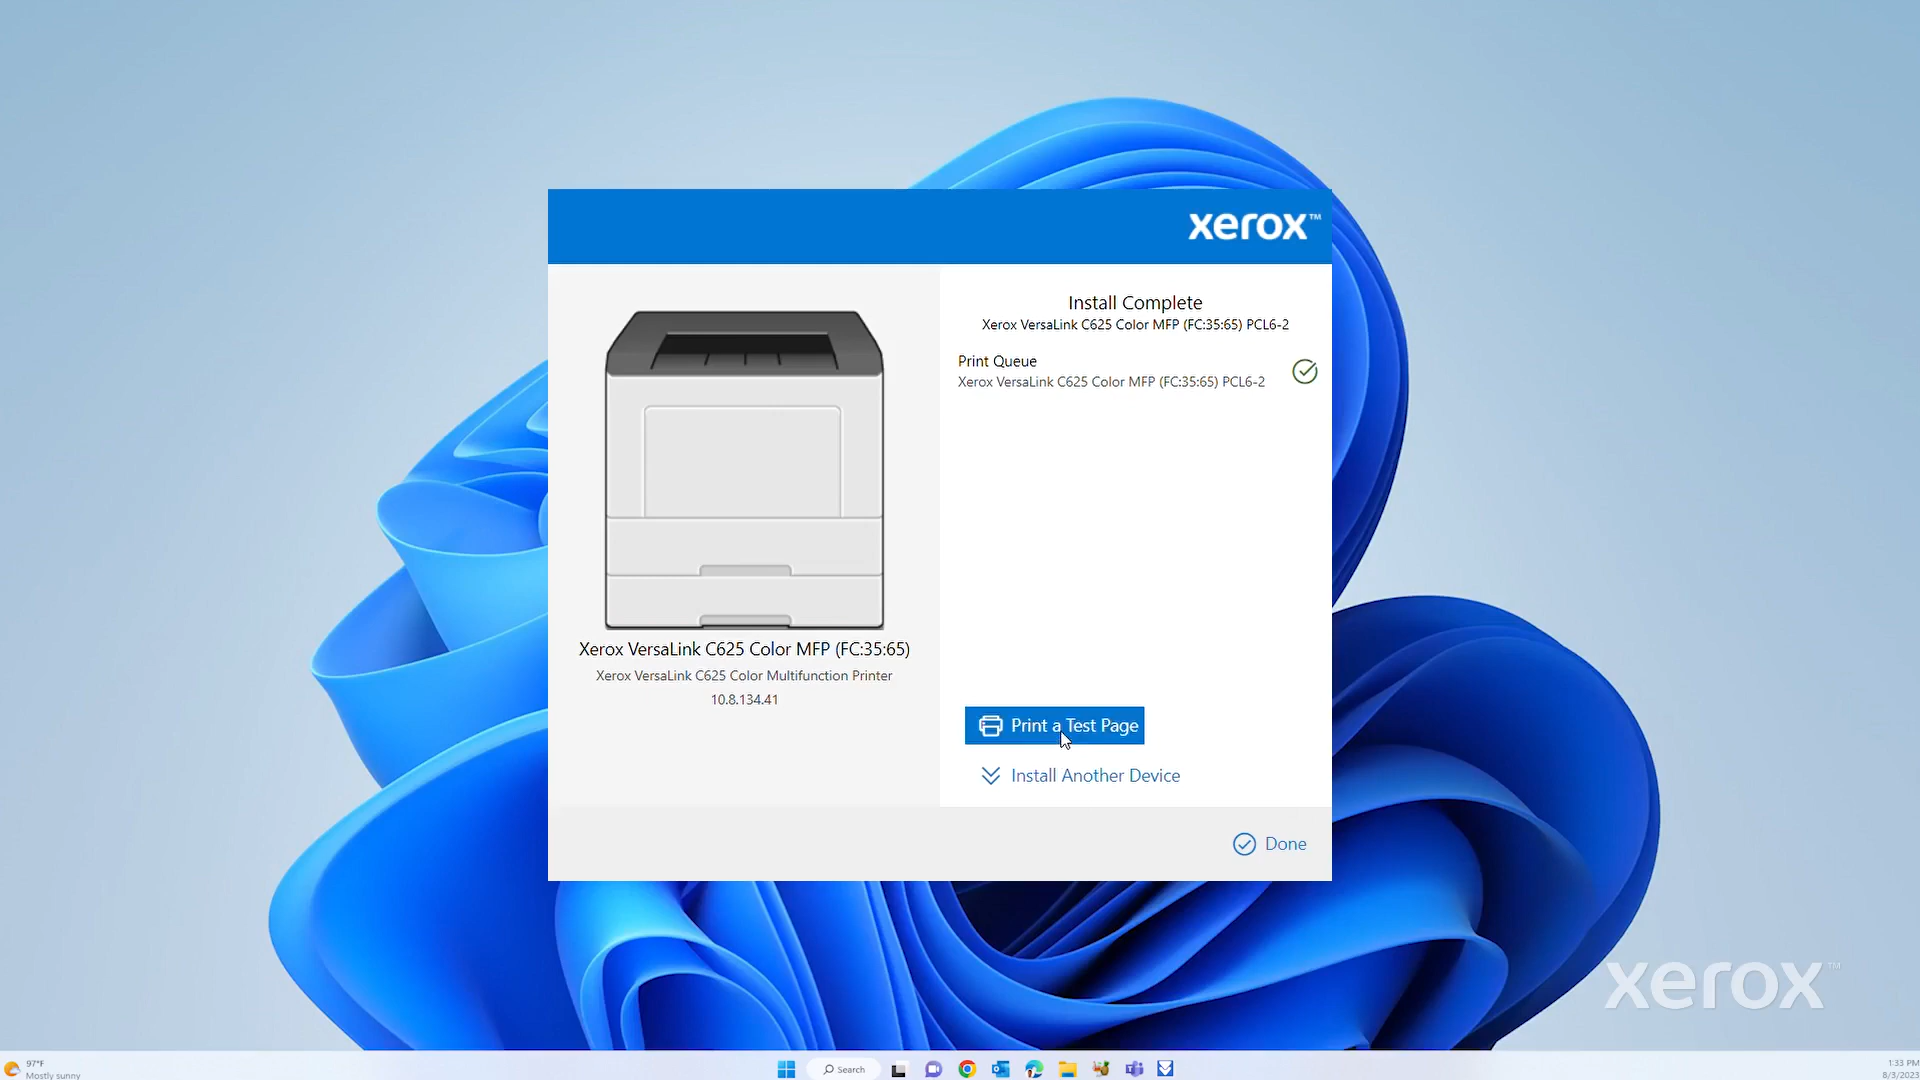 xerox™
Install Complete
Xerox VersaLink C625 Color MFP (FC:35:65) PCL6-2
Print Queue
Xerox VersaLink C625 Color MFP (FC:35:65) PCL6-2
Xerox VersaLink C625 Color MFP (FC:35:65)
Xerox VersaLink C625 Color Multifunction Printer
10.8.134.41
Print a Test Page
Install Another Device
Done
xerox™
97°F
Mostly sunny
Search
1:33 PM
8/3/2023